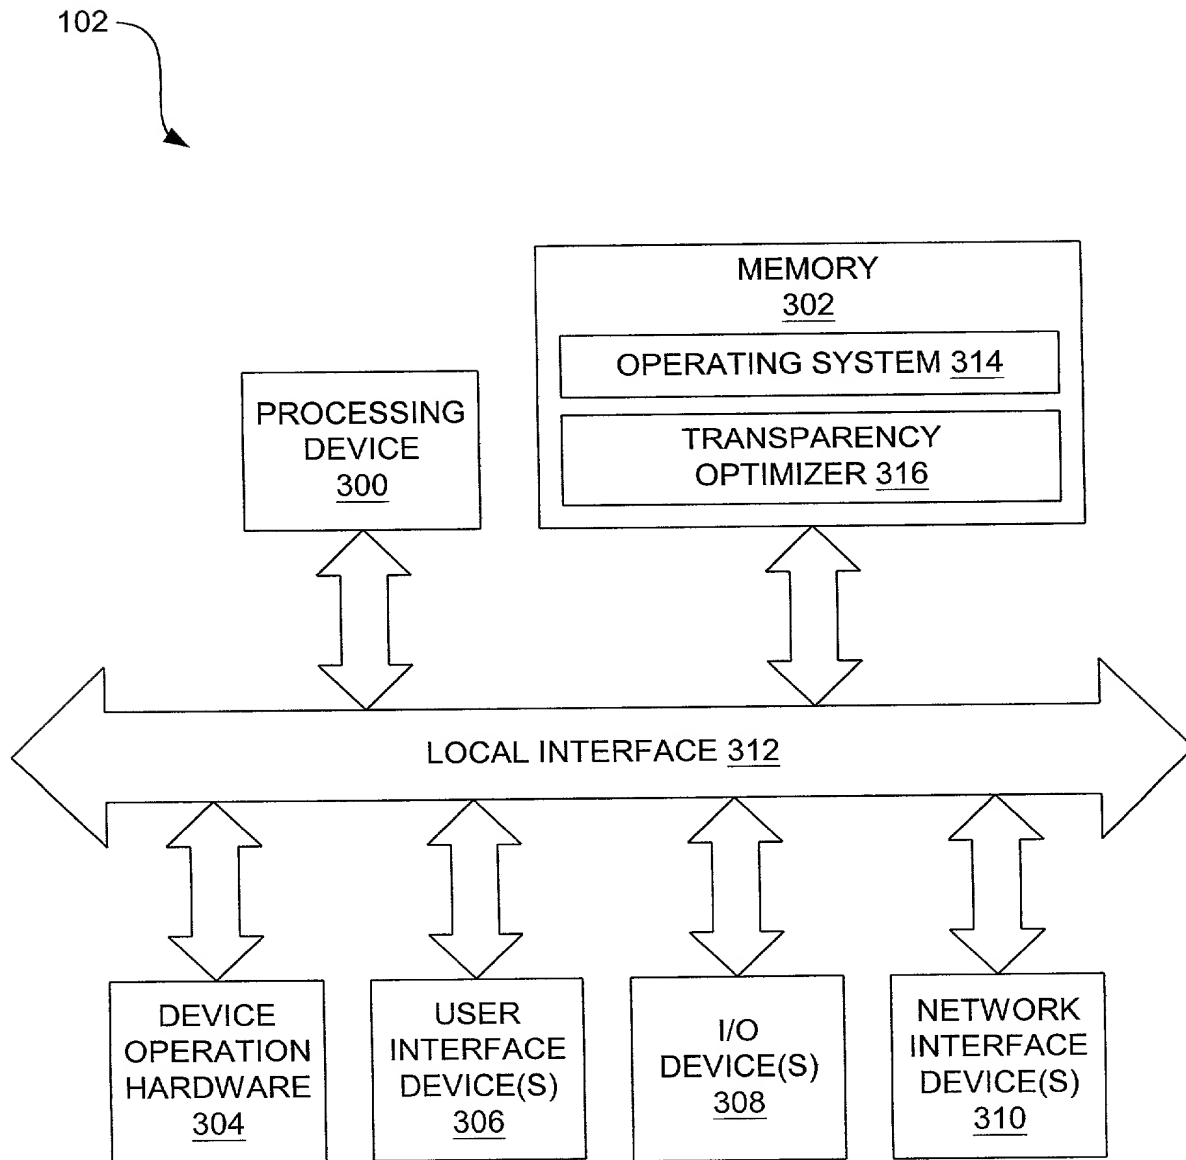 102
MEMORY
302
OPERATING SYSTEM 314
TRANSPARENCY
OPTIMIZER 316
PROCESSING
DEVICE
300
LOCAL INTERFACE 312
DEVICE
OPERATION
HARDWARE
304
USER
INTERFACE
DEVICE(S)
306
I/O
DEVICE(S)
308
NETWORK
INTERFACE
DEVICE(S)
310